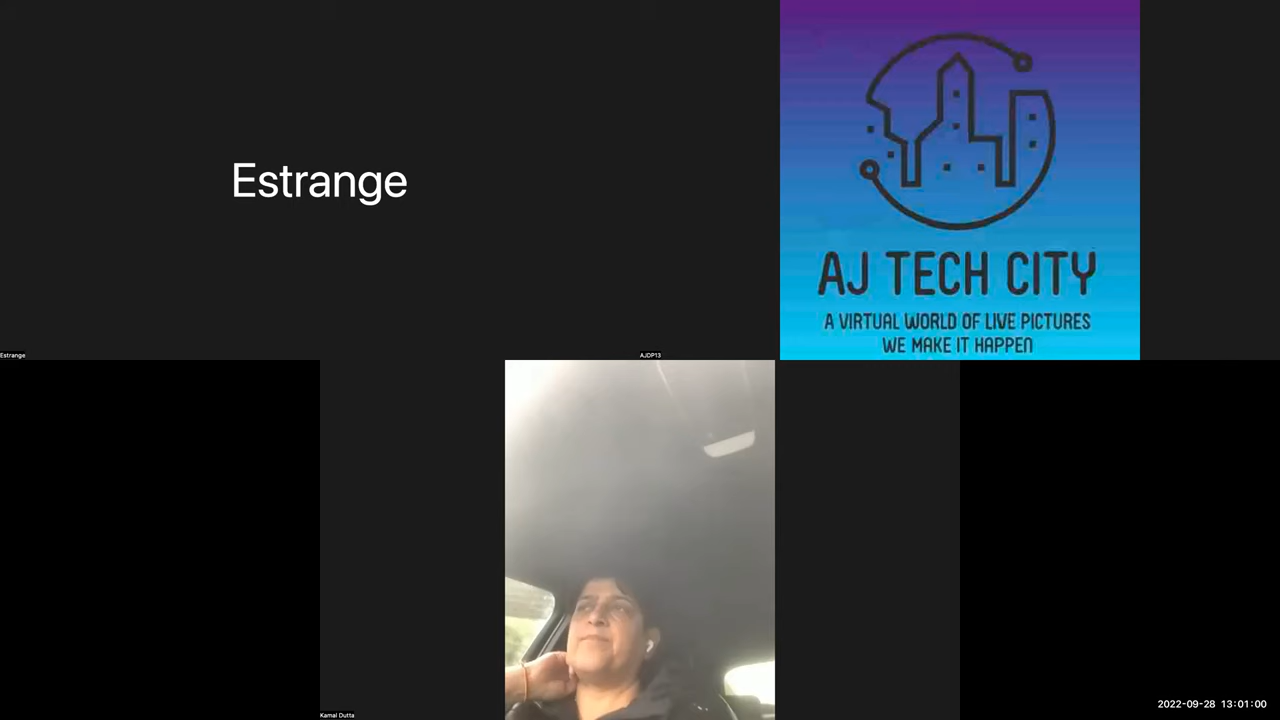 Estrange
AJ TECH CITY
A VIRTUAL WORLD OF LIVE PICTURES
WE MAKE IT HAPPEN
Estrange
AJDP13
Kamal Dutta
2022-09-28 13:01:00